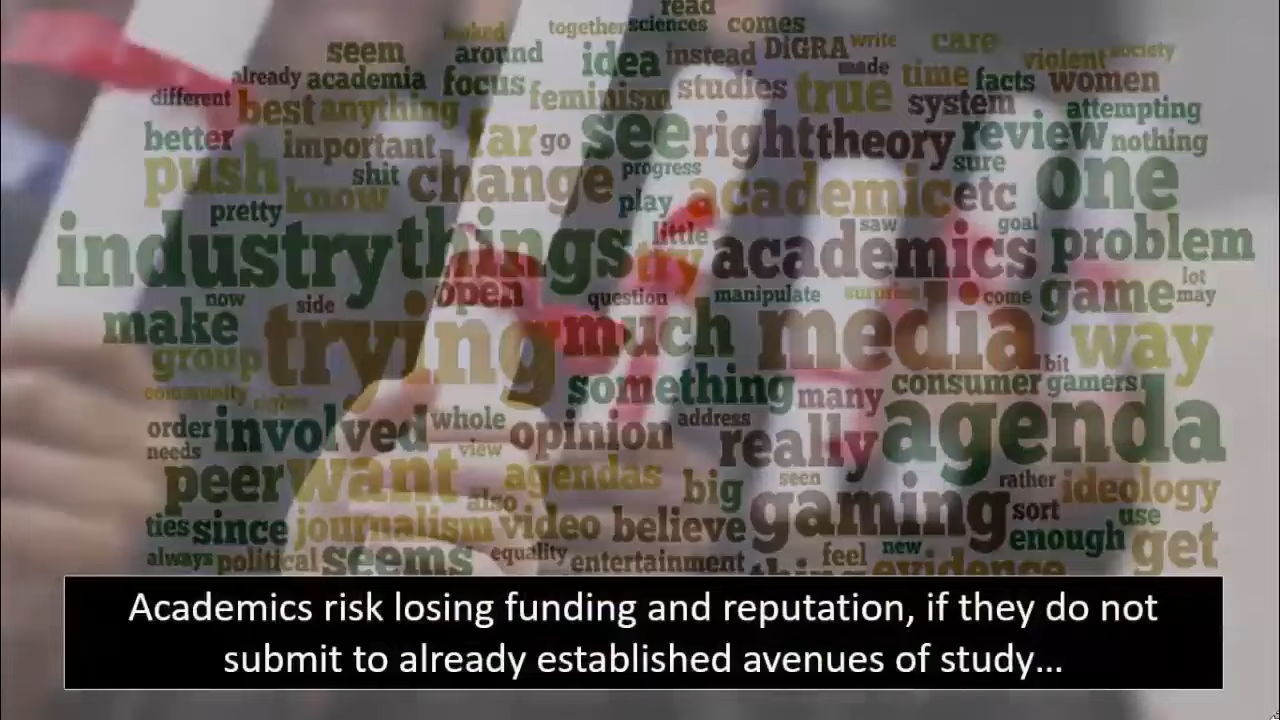 read
together sciences comes
seem around idea instead DiGRA write care
violent society
already academia focus feminism studies made true time facts women
different best anything system attempting
better important far go see right theory review nothing
push know shit change progress academic etc sure one
pretty play
industry things little academics saw goal problem
try
now side open question manipulate surprise come game lot may
make trying much media way
group bit
community something many consumer gamers
order involved whole opinion address really agenda
needs
peer want view agendas big seen rather ideology
also gaming sort use
ties since journalism video believe enough get
always political seems equality entertainment feel new evidence
thing
Academics risk losing funding and reputation, if they do not
submit to already established avenues of study...